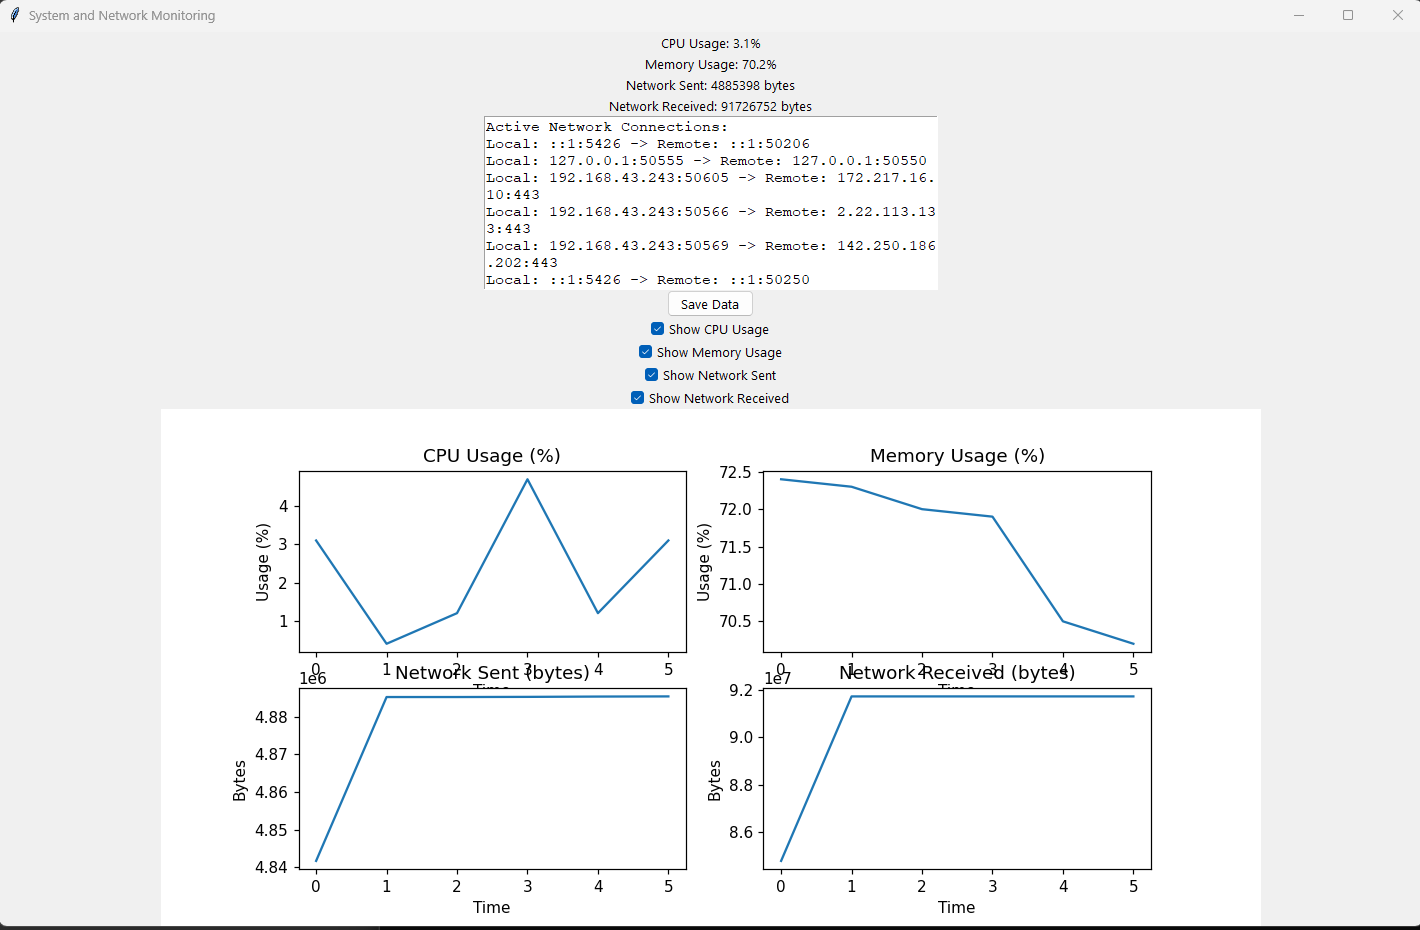 System and Network Monitoring
CPU Usage: 3.1%
Memory Usage: 70.2%
Network Sent: 4885398 bytes
Network Received: 91726752 bytes
Active Network Connections:
Local: ::1:5426 -> Remote: ::1:50206
Local: 127.0.0.1:50555 -> Remote: 127.0.0.1:50550
Local: 192.168.43.243:50605 -> Remote: 172.217.16.
10:443
Local: 192.168.43.243:50566 -> Remote: 2.22.113.13
3:443
Local: 192.168.43.243:50569 -> Remote: 142.250.186
.202:443
Local: ::1:5426 -> Remote: ::1:50250
Save Data
Show CPU Usage
Show Memory Usage
Show Network Sent
Show Network Received
CPU Usage (%)
Usage (%)
4
3
2
1
0 1 2 3 4 5
Time
Memory Usage (%)
Usage (%)
72.5
72.0
71.5
71.0
70.5
0 1 2 3 4 5
Time
Network Sent (bytes)
1e6
Bytes
4.88
4.87
4.86
4.85
4.84
0 1 2 3 4 5
Time
Network Received (bytes)
1e7
Bytes
9.2
9.0
8.8
8.6
0 1 2 3 4 5
Time